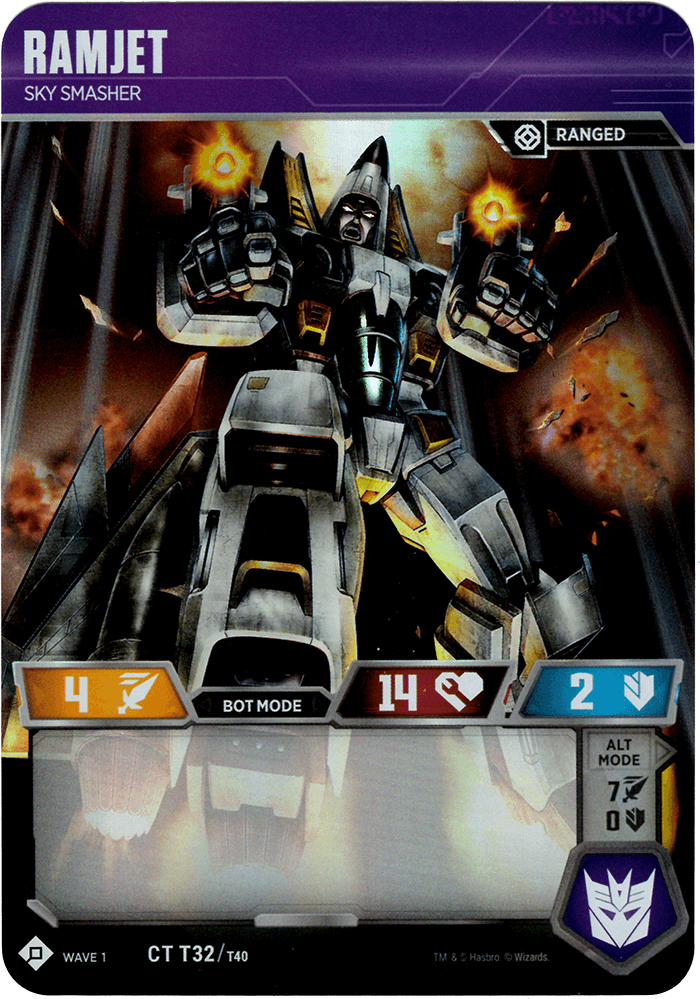 RAMJET
SKY SMASHER
RANGED
4
BOT MODE
14
2
ALT
MODE
7
0
WAVE 1
CT T32/T40
TM & © Hasbro. © Wizards.